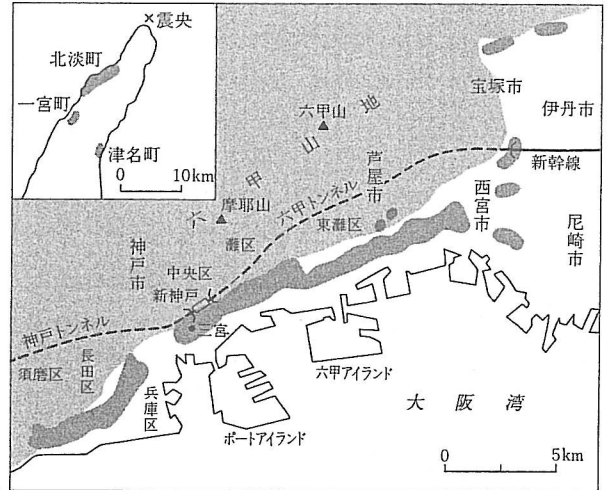 ×震央
北淡町
一宮町
津名町
0 10km
宝塚市
伊丹市
六甲山
六甲山地
新幹線
芦屋市
六甲トンネル
摩耶山
東灘区
西宮市
尼崎市
灘区
神戸市
中央区
新神戸
三宮
神戸トンネル
須磨区
長田区
兵庫区
六甲アイランド
ポートアイランド
大阪湾
0 5km